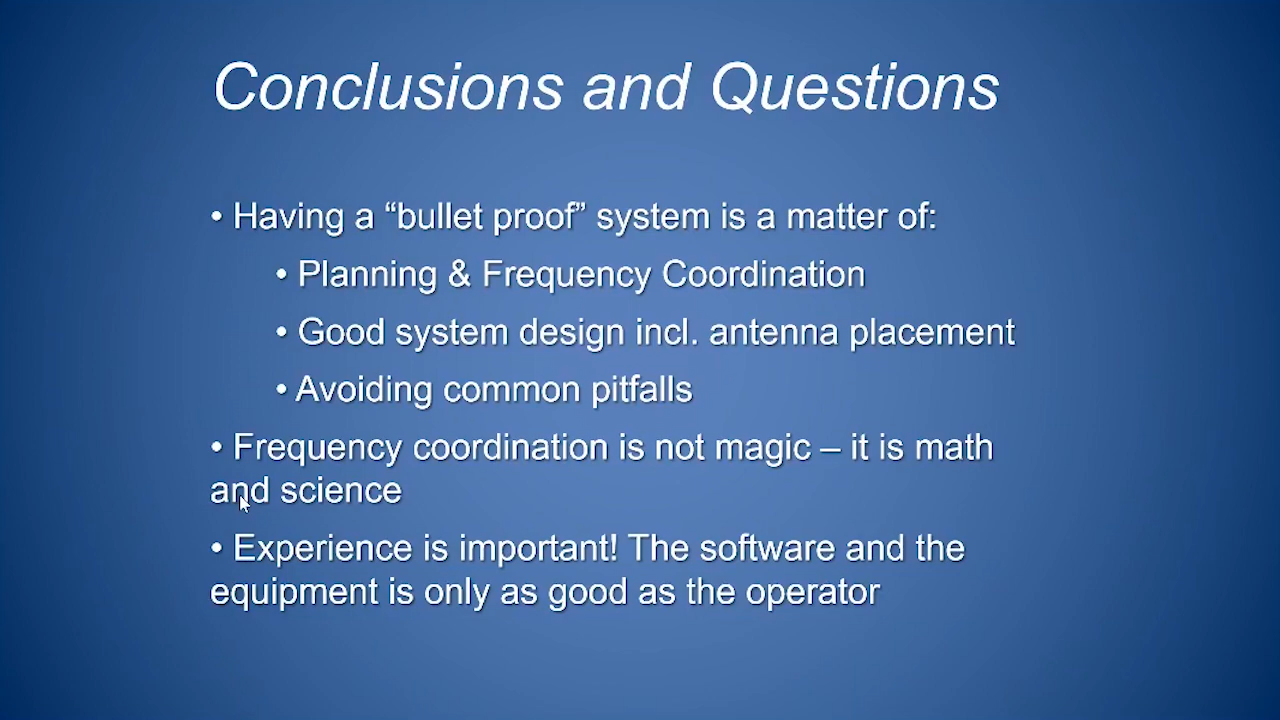 Conclusions and Questions
• Having a “bullet proof” system is a matter of:
• Planning & Frequency Coordination
• Good system design incl. antenna placement
• Avoiding common pitfalls
• Frequency coordination is not magic – it is math
and science
• Experience is important! The software and the
equipment is only as good as the operator